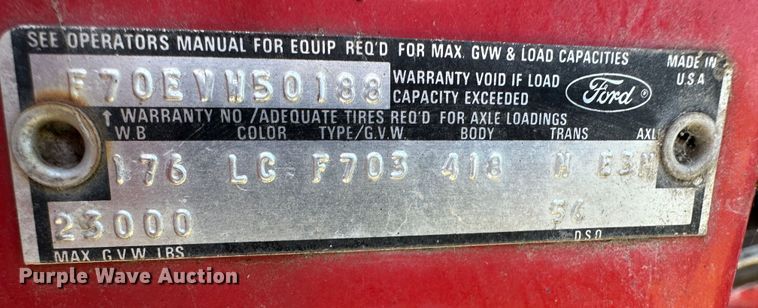 SEE OPERATORS MANUAL FOR EQUIP REQ'D FOR MAX. GVW & LOAD CAPACITIES
MADE IN U.S.A
F70EVW50188
WARRANTY VOID IF LOAD
CAPACITY EXCEEDED
Ford
↑ WARRANTY NO./ADEQUATE TIRES REQ'D FOR AXLE LOADINGS
W.B COLOR TYPE/G.V.W. BODY TRANS AXL
176 LC F703 418
23000 56
MAX. G.V.W. LBS D.S.O.
Purple Wave Auction